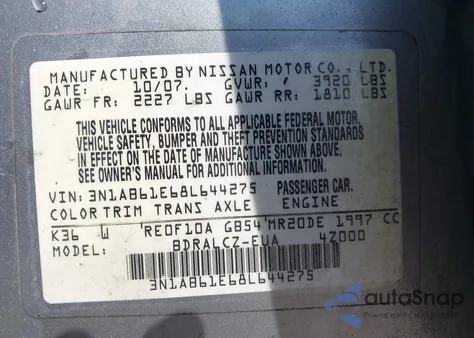 MANUFACTURED BY NISSAN MOTOR CO., LTD.
DATE: 10/07. GVWR: 3920 LBS
GAWR FR: 2227 LBS GAWR RR: 1810 LBS
THIS VEHICLE CONFORMS TO ALL APPLICABLE FEDERAL MOTOR
VEHICLE SAFETY, BUMPER AND THEFT PREVENTION STANDARDS
IN EFFECT ON THE DATE OF MANUFACTURE SHOWN ABOVE.
SEE OWNER'S MANUAL FOR ADDITIONAL INFORMATION.
VIN: 3N1AB61E68L644275 PASSENGER CAR.
COLOR TRIM TRANS AXLE ENGINE
K36 W RE0F10A GB54 MR20DE 1997 CC
MODEL: BDRALCZ-EUA 4Z000
3N1AB61E68L644275
autoSnap